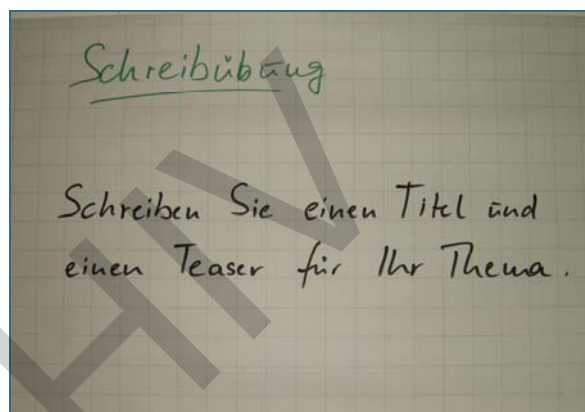 Schreibübung
Schreiben Sie einen Titel und
einen Teaser für Ihr Thema.